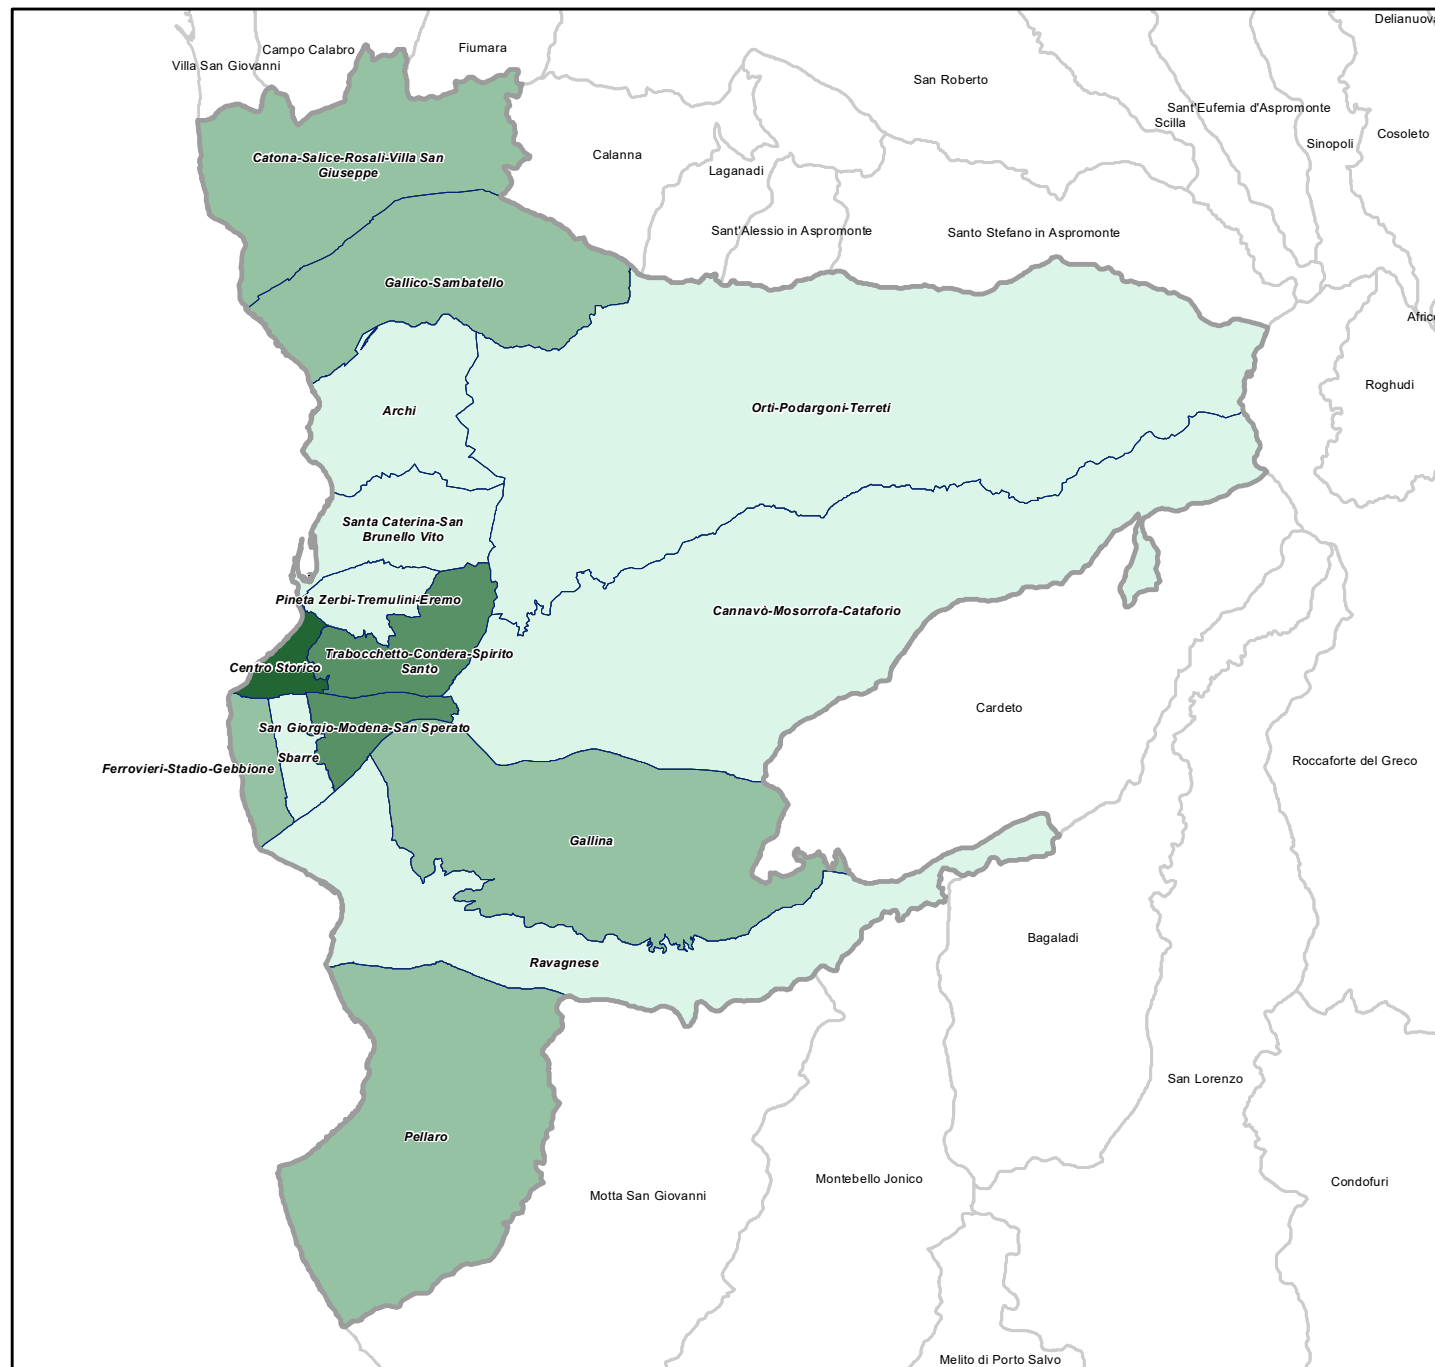 Delianuov
Campo Calabro
Fiumara
Villa San Giovanni
San Roberto
Sant'Eufemia d'Aspromonte
Scilla
Cosoleto
Sinopoli
Calanna
Catona-Salice-Rosali-Villa San
Giuseppe
Laganadi
Sant'Alessio in Aspromonte
Santo Stefano in Aspromonte
Gallico-Sambatello
Afric
Roghudi
Orti-Podargoni-Terreti
Archi
Santa Caterina-San
Brunello Vito
Pineta Zerbi-Tremulini-Eremo
Cannavò-Mosorrofa-Cataforio
Trabocchetto-Condera-Spirito
Santo
Centro Storico
Cardeto
San Giorgio-Modena-San Sperato
Sbarre
Ferrovieri-Stadio-Gebbione
Roccaforte del Greco
Gallina
Bagaladi
Ravagnese
San Lorenzo
Pellaro
Montebello Jonico
Condofuri
Motta San Giovanni
Melito di Porto Salvo